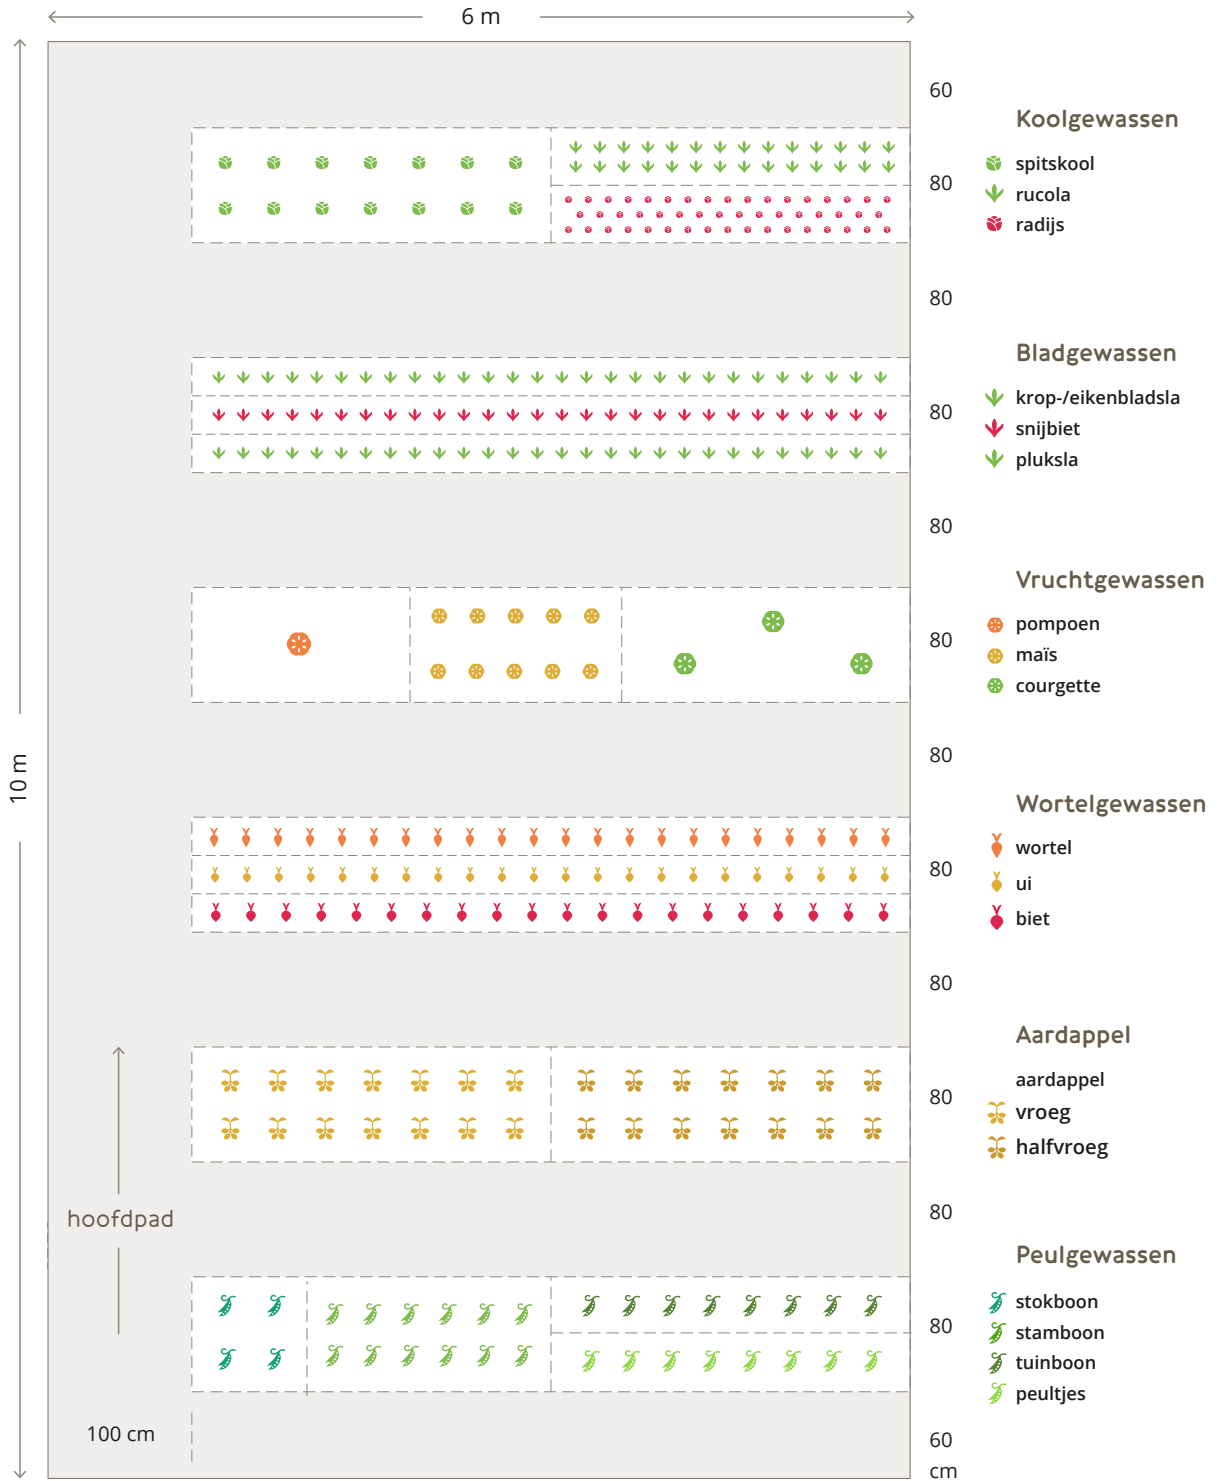 6 m
60
Koolgewassen
spitskool
80
rucola
radijs
80
Bladgewassen
krop-/eikenbladsla
80
snijbiet
pluksla
80
Vruchtgewassen
pompoen
80
maïs
courgette
10 m
80
Wortelgewassen
wortel
80
ui
biet
80
Aardappel
aardappel
80
vroeg
halfvroeg
80
hoofdpad
Peulgewassen
stokboon
80
stamboon
tuinboon
peultjes
100 cm
60
cm